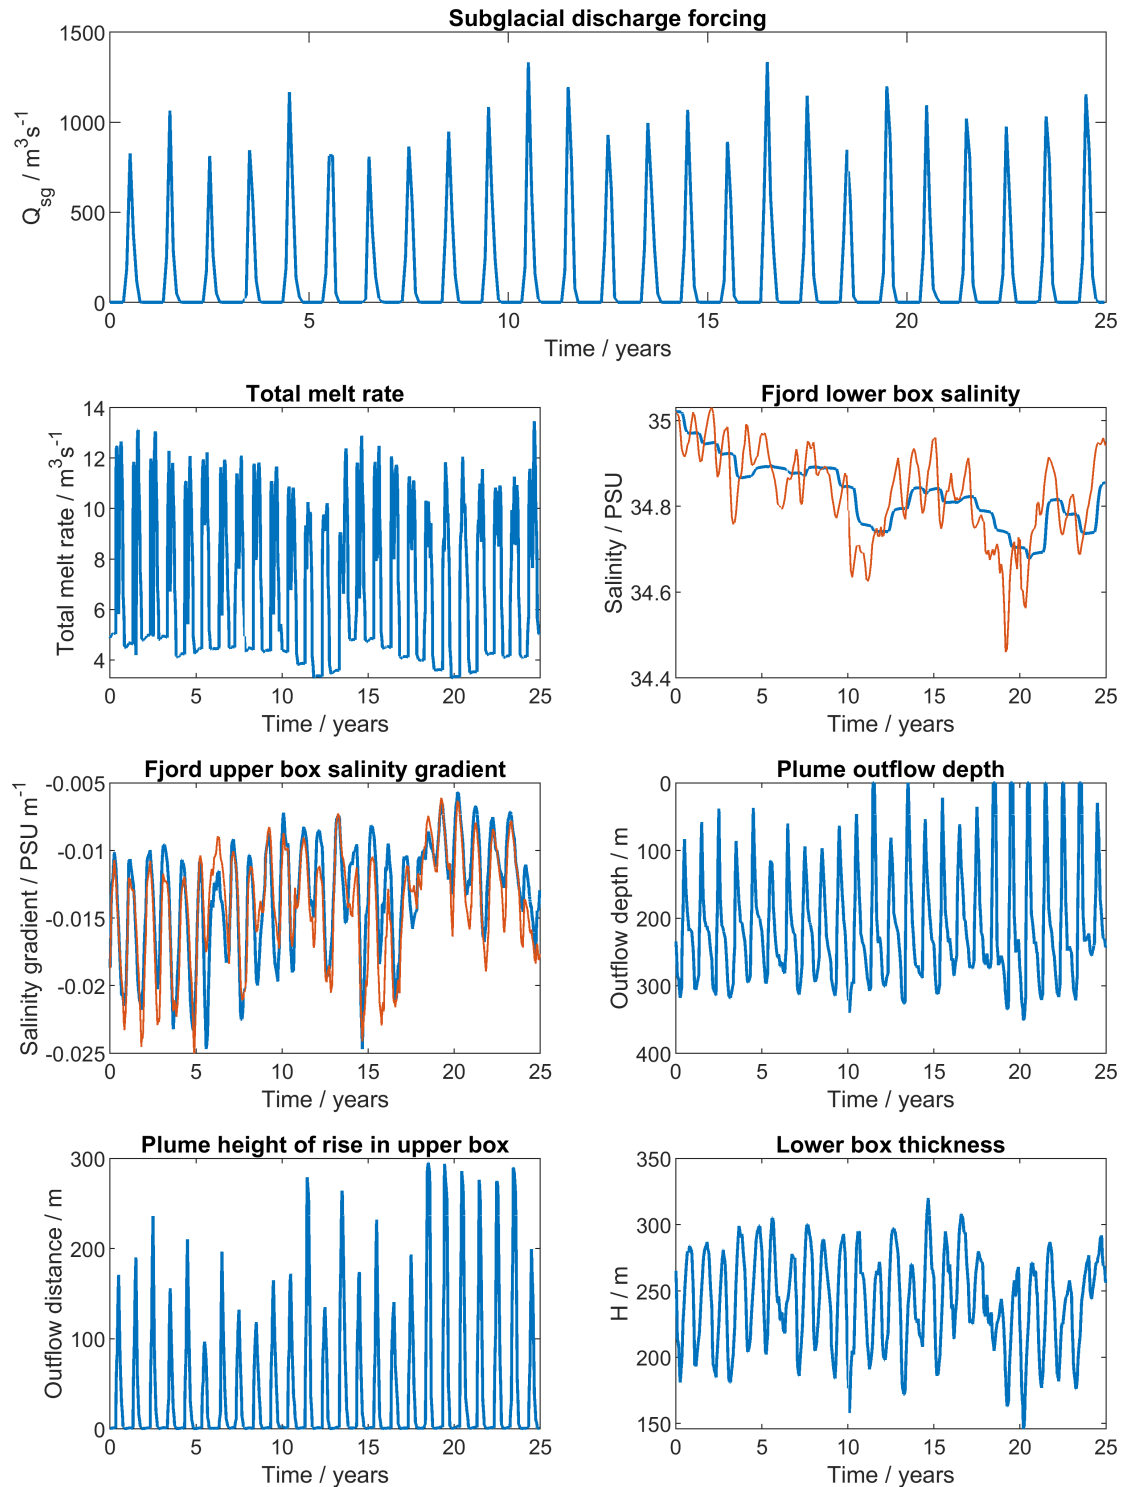 Subglacial discharge forcing
1500
1000
500
0
Q_sg / m³s⁻¹
0 5 10 15 20 25
Time / years
Total melt rate
14
12
10
8
6
4
Total melt rate / m³s⁻¹
0 5 10 15 20 25
Time / years
Fjord lower box salinity
35
34.8
34.6
34.4
Salinity / PSU
0 5 10 15 20 25
Time / years
Fjord upper box salinity gradient
-0.005
-0.01
-0.015
-0.02
-0.025
Salinity gradient / PSU m⁻¹
0 5 10 15 20 25
Time / years
Plume outflow depth
0
100
200
300
400
Outflow depth / m
0 5 10 15 20 25
Time / years
Plume height of rise in upper box
300
200
100
0
Outflow distance / m
0 5 10 15 20 25
Time / years
Lower box thickness
350
300
250
200
150
H / m
0 5 10 15 20 25
Time / years